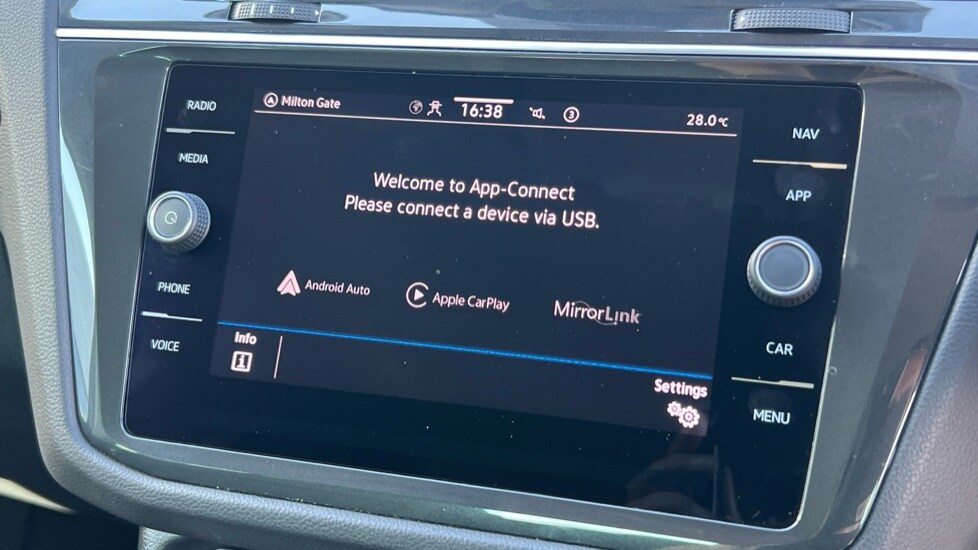 RADIO
MEDIA
PHONE
VOICE
A Milton Gate
16:38
3
28.0°C
Welcome to App-Connect
Please connect a device via USB.
Android Auto
Apple CarPlay
MirrorLink
Info
i
Settings
NAV
APP
CAR
MENU